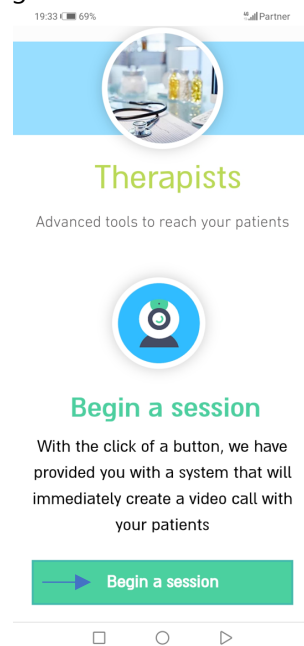 19:33 69% 4G Partner
Therapists
Advanced tools to reach your patients
Begin a session
With the click of a button, we have
provided you with a system that will
immediately create a video call with
your patients
Begin a session